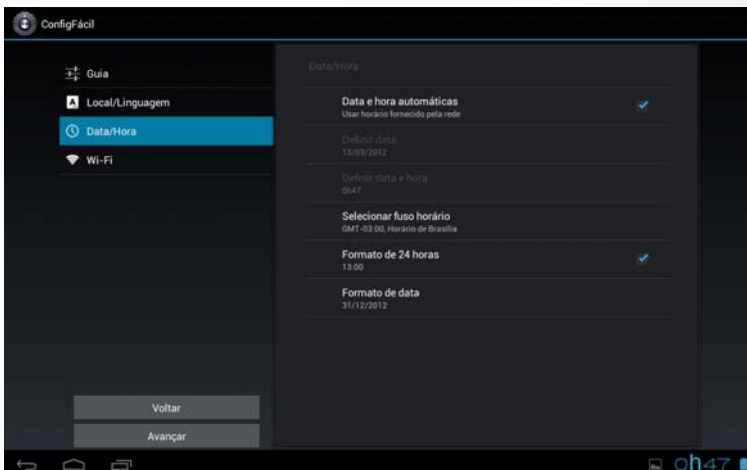 ConfigFácil
Guia
Local/Linguagem
Data/Hora
Wi-Fi
Voltar
Avançar
Data/Hora
Data e hora automáticas
Usar horário fornecido pela rede
Definir data
13/03/2012
Definir data e hora
0h47
Selecionar fuso horário
GMT-03:00, Horário de Brasília
Formato de 24 horas
13:00
Formato de data
31/12/2012
0h47